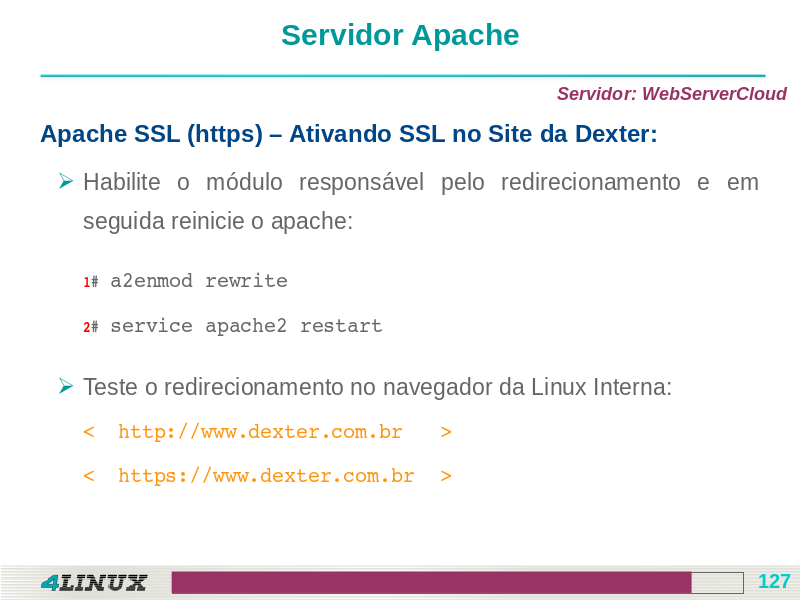 Servidor Apache
Servidor: WebServerCloud
Apache SSL (https) – Ativando SSL no Site da Dexter:
Habilite o módulo responsável pelo redirecionamento e em
seguida reinicie o apache:
1# a2enmod rewrite
2# service apache2 restart
Teste o redirecionamento no navegador da Linux Interna:
< http://www.dexter.com.br >
< https://www.dexter.com.br >
4LINUX
127